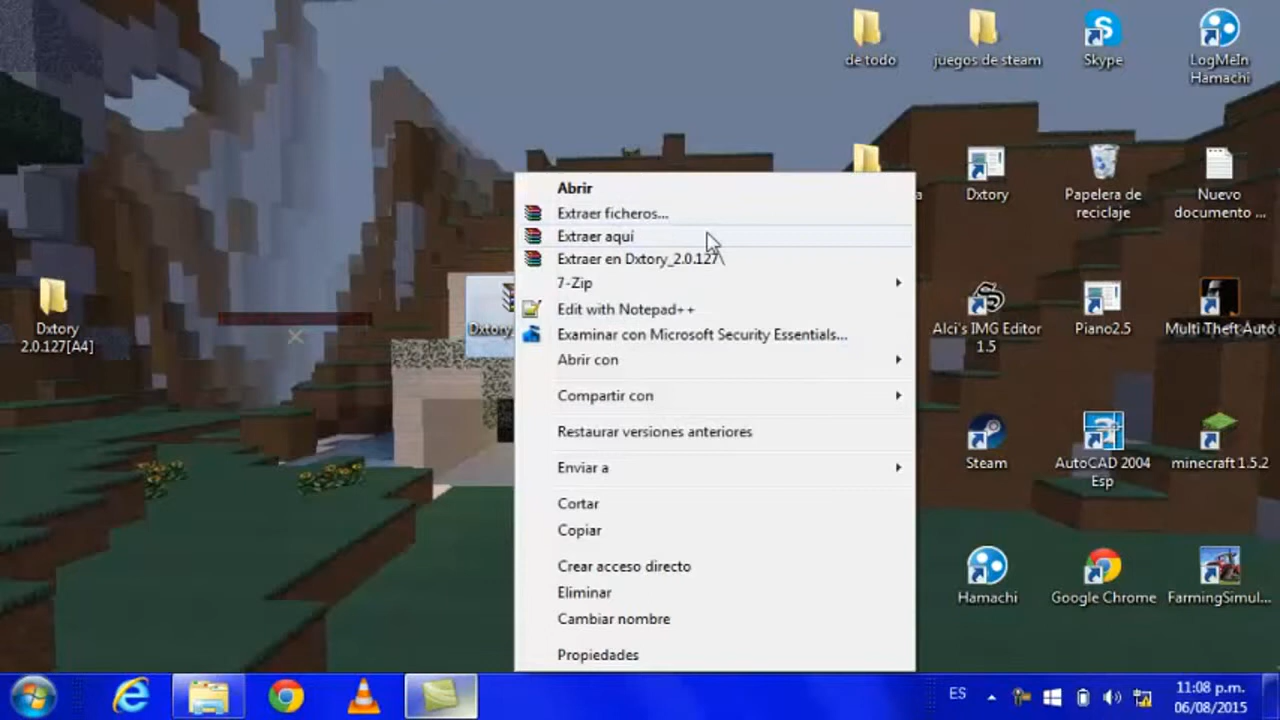 de todo
juegos de steam
Skype
LogMeIn
Hamachi
Dxtory
Papelera de
reciclaje
Nuevo
documento ...
Dxtory
2.0.127[A4]
Dxtory
Abrir
Extraer ficheros...
Extraer aquí
Extraer en Dxtory_2.0.127\
7-Zip
Edit with Notepad++
Examinar con Microsoft Security Essentials...
Abrir con
Compartir con
Restaurar versiones anteriores
Enviar a
Cortar
Copiar
Crear acceso directo
Eliminar
Cambiar nombre
Propiedades
Alci's IMG Editor
1.5
Piano2.5
Multi Theft Auto
Steam
AutoCAD 2004
Esp
minecraft 1.5.2
Hamachi
Google Chrome
FarmingSimul...
ES
11:08 p.m.
06/08/2015